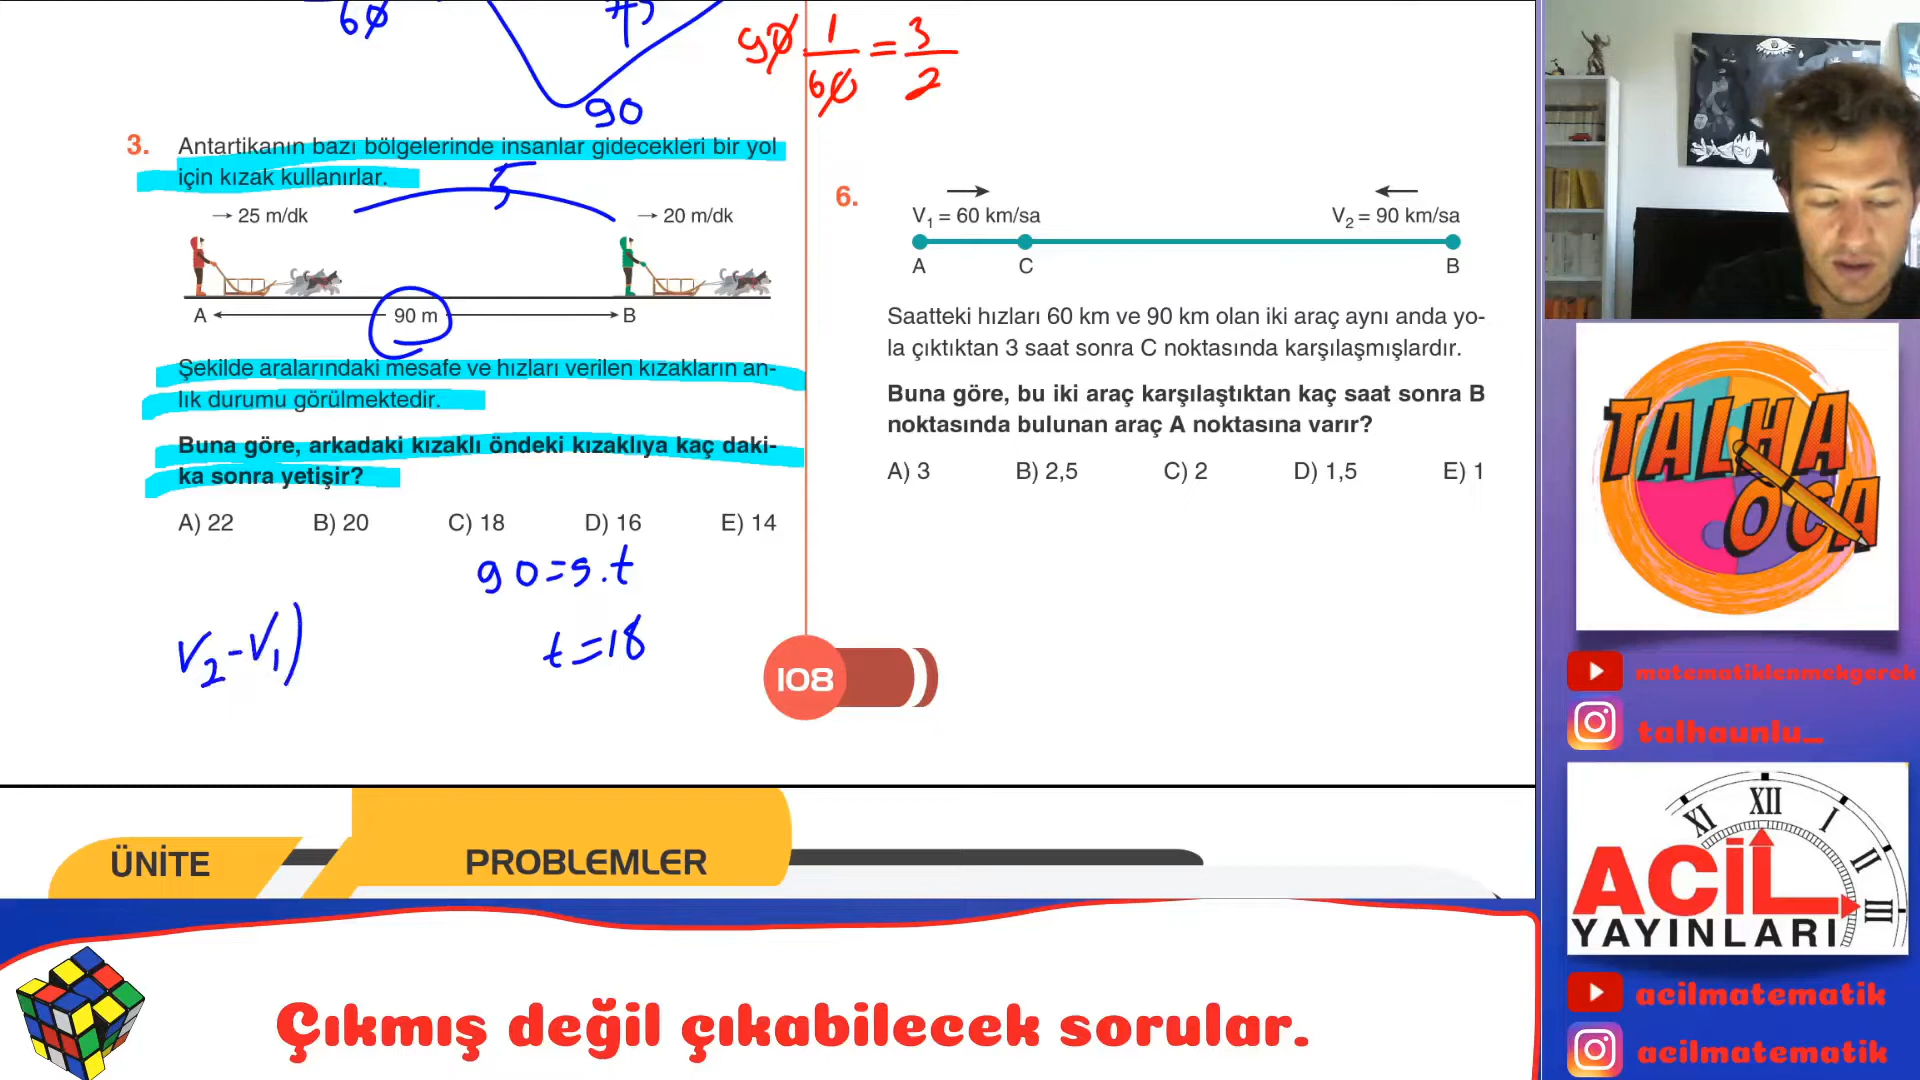 60
45
90
90 1/60 = 3/2
3. Antartikanın bazı bölgelerinde insanlar gidecekleri bir yol
için kızak kullanırlar.
5
→ 25 m/dk → 20 m/dk
A 90 m B
Şekilde aralarındaki mesafe ve hızları verilen kızakların an-
lık durumu görülmektedir.
Buna göre, arkadaki kızaklı öndeki kızaklıya kaç daki-
ka sonra yetişir?
A) 22 B) 20 C) 18 D) 16 E) 14
90=5.t
V2-V1)
t=18
6.
V1 = 60 km/sa V2 = 90 km/sa
A C B
Saatteki hızları 60 km ve 90 km olan iki araç aynı anda yo-
la çıktıktan 3 saat sonra C noktasında karşılaşmışlardır.
Buna göre, bu iki araç karşılaştıktan kaç saat sonra B
noktasında bulunan araç A noktasına varır?
A) 3 B) 2,5 C) 2 D) 1,5 E) 1
108
ÜNİTE PROBLEMLER
Çıkmış değil çıkabilecek sorular.
TALHA
OCA
matematiklenmekgerek
talhaunlu_
XI XII I II III
ACİL
YAYINLARI
acilmatematik
acilmatematik